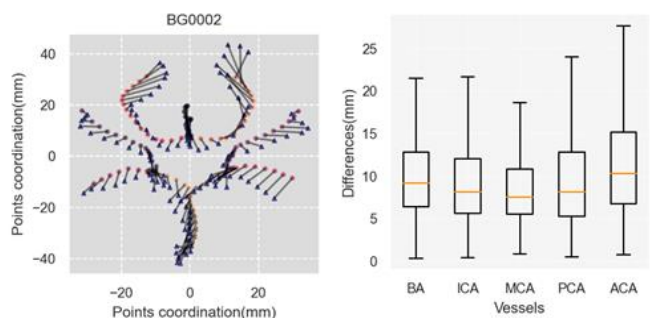 BG0002
Points coordination(mm)
40
20
0
−20
−40
−20 0 20
Points coordination(mm)
Differences(mm)
25
20
15
10
5
0
BA ICA MCA PCA ACA
Vessels